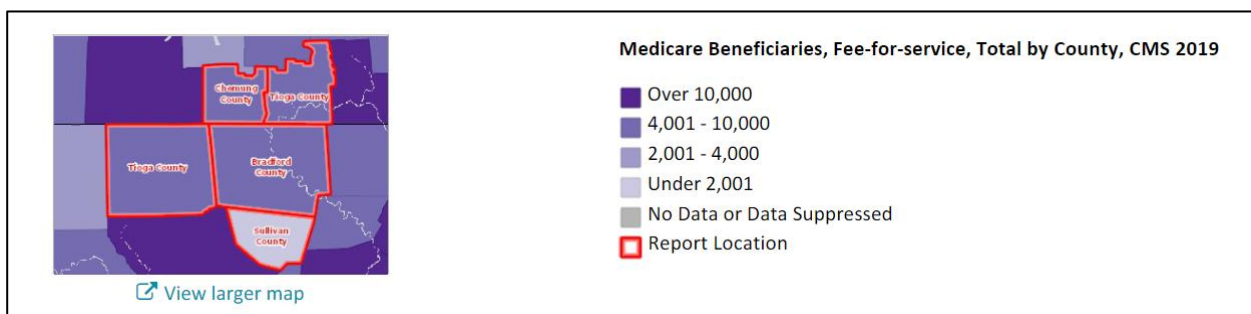 Chemung
County
Tioga County
Tioga County
Bradford
County
Sullivan
County
View larger map
Medicare Beneficiaries, Fee-for-service, Total by County, CMS 2019
Over 10,000
4,001 - 10,000
2,001 - 4,000
Under 2,001
No Data or Data Suppressed
Report Location